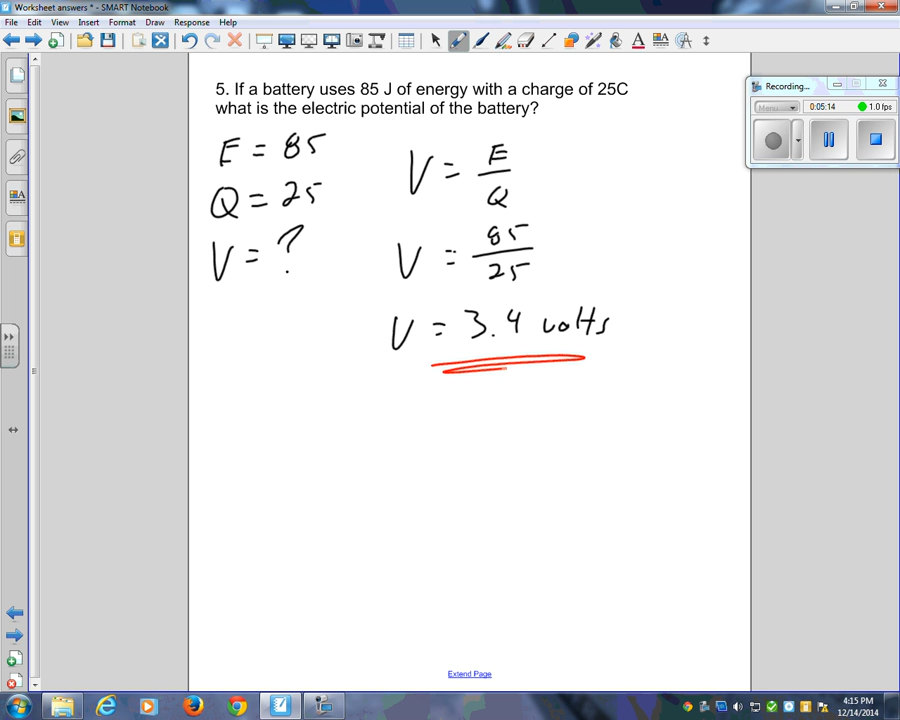 Worksheet answers * - SMART Notebook
File Edit View Insert Format Draw Response Help
Recording...
Menu 0:05:14 1.0 fps
5. If a battery uses 85 J of energy with a charge of 25C
what is the electric potential of the battery?
E = 85
Q = 25
V = ?
V = E/Q
V = 85/25
V = 3.4 volts
Extend Page
4:15 PM
12/14/2014